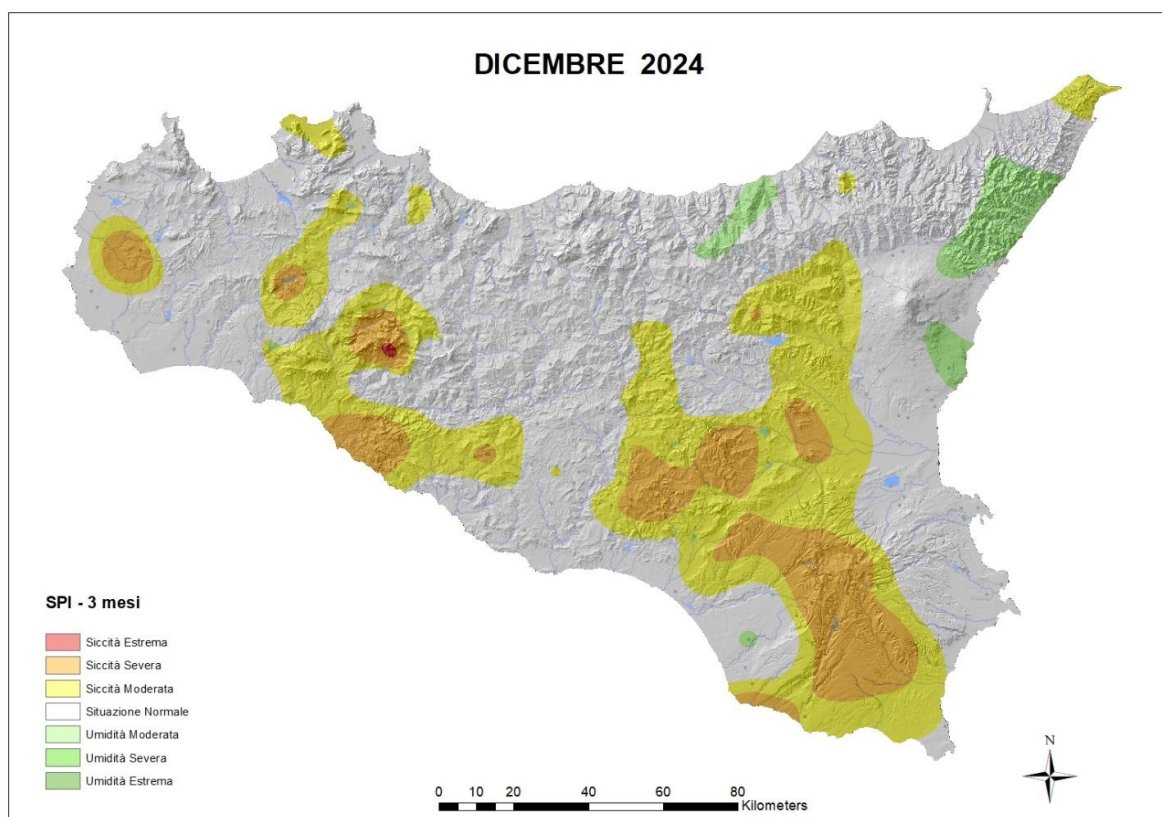 DICEMBRE 2024
SPI - 3 mesi
Siccità Estrema
Siccità Severa
Siccità Moderata
Situazione Normale
Umidità Moderata
Umidità Severa
Umidità Estrema
N
0 10 20 40 60 80
Kilometers